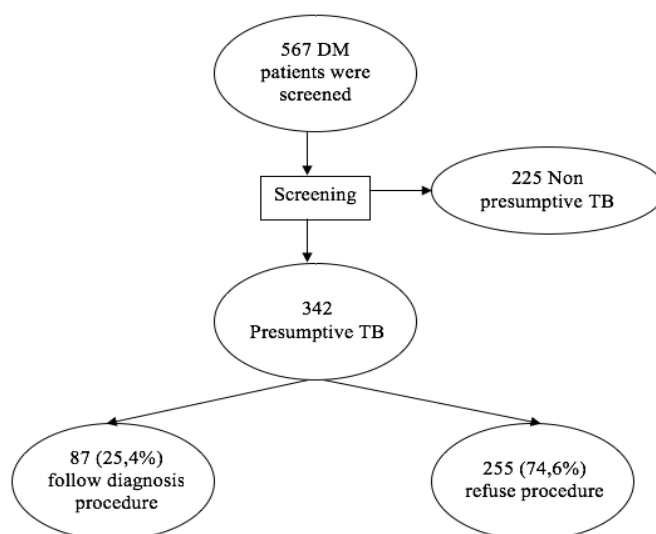 567 DM
patients were
screened
Screening
225 Non
presumptive TB
342
Presumptive TB
87 (25,4%)
follow diagnosis
procedure
255 (74,6%)
refuse procedure